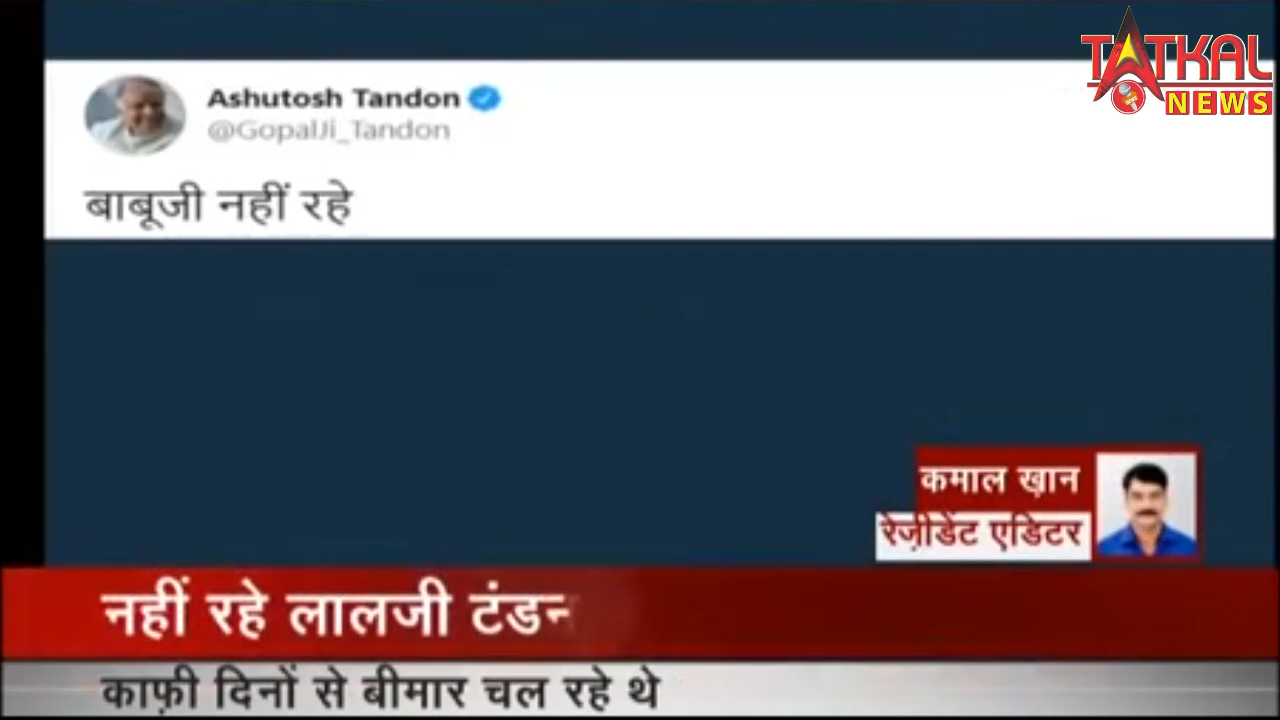 TATKAL
NEWS
Ashutosh Tandon
@GopalJi_Tandon
बाबूजी नहीं रहे
कमाल ख़ान
रेज़ीडेंट एडिटर
नहीं रहे लालजी टंडन
काफ़ी दिनों से बीमार चल रहे थे